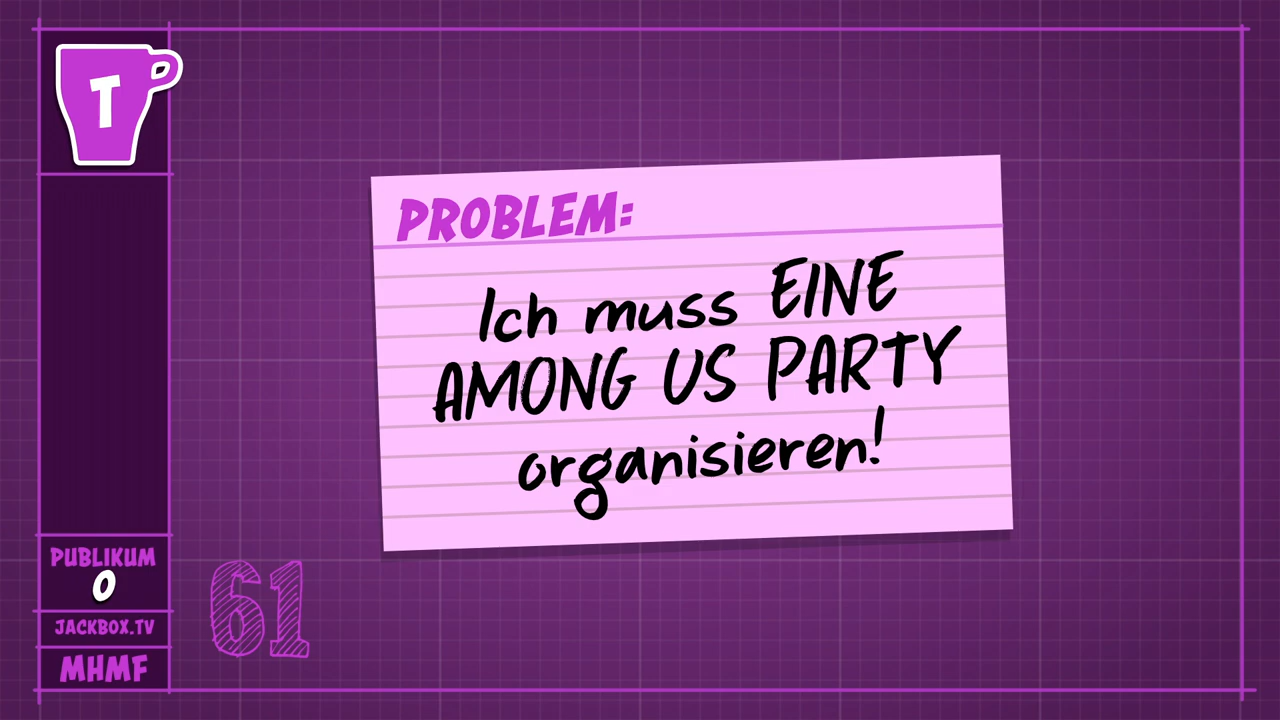 T
PROBLEM:
Ich muss EINE
AMONG US PARTY
organisieren!
PUBLIKUM
0
JACKBOX.TV
MHMF
61